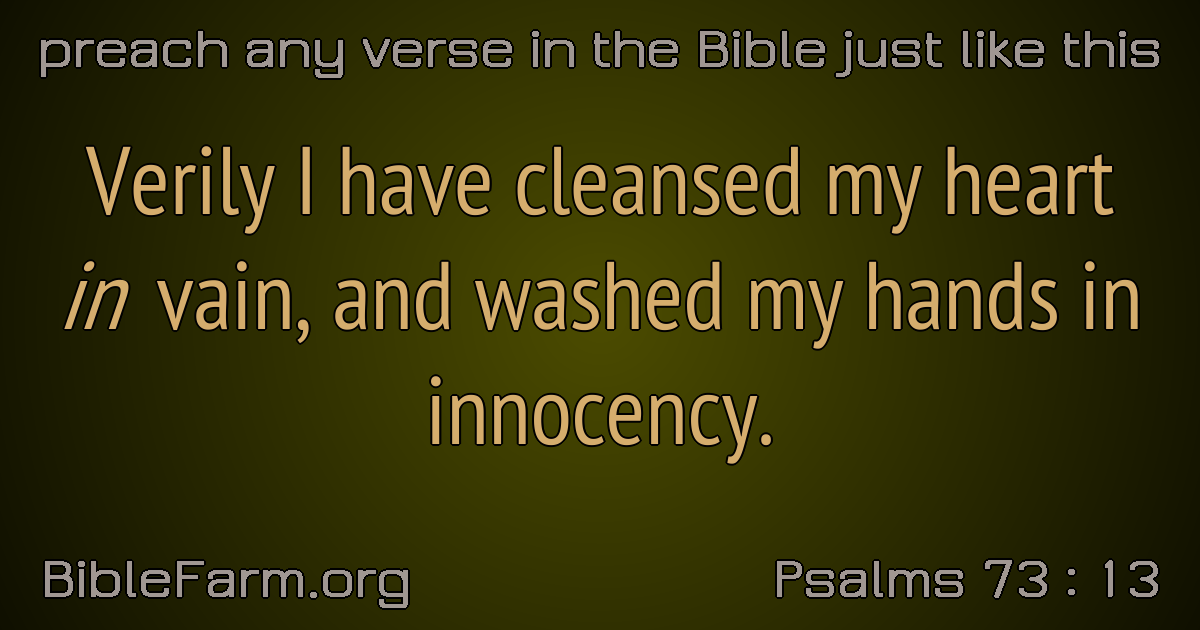 preach any verse in the Bible just like this
Verily I have cleansed my heart
in vain, and washed my hands in
innocency.
BibleFarm.org
Psalms 73 : 13